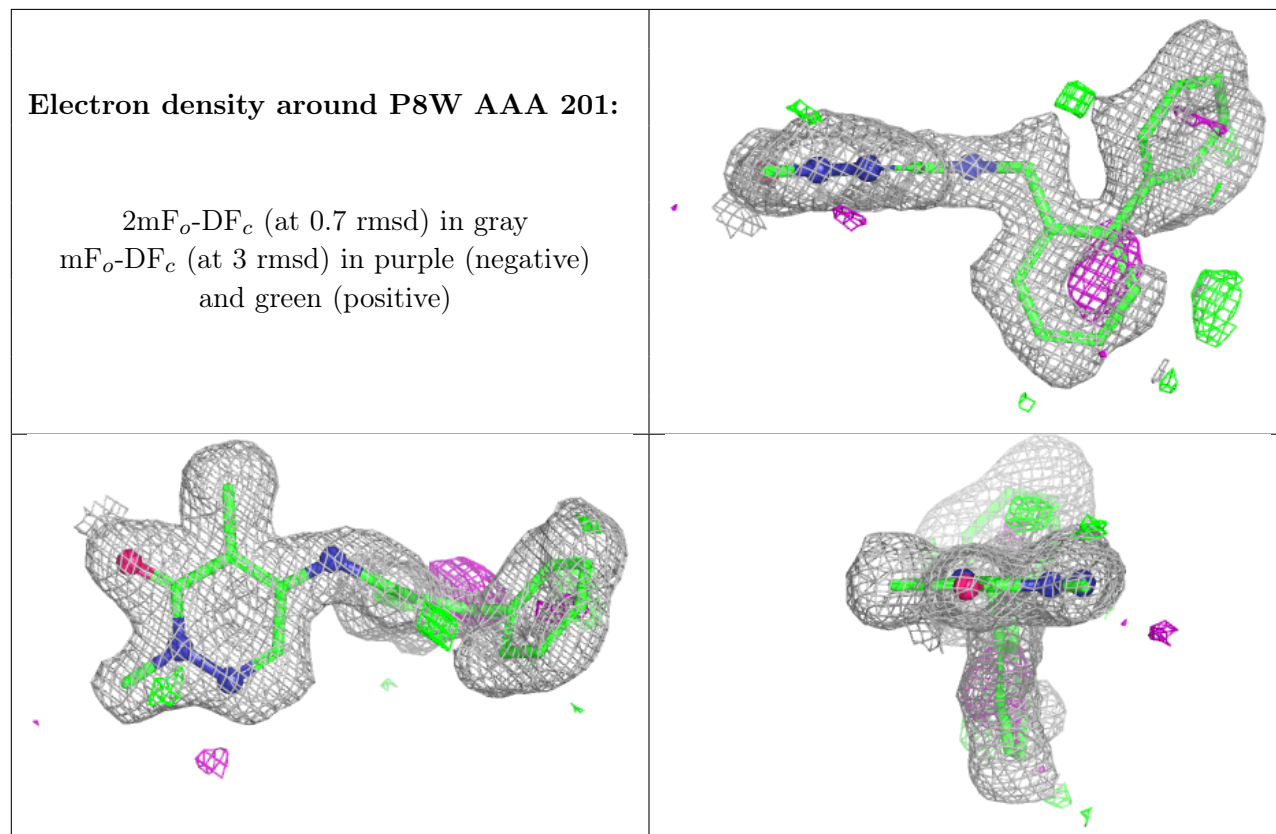 Electron density around P8W AAA 201:
2mFo-DFc (at 0.7 rmsd) in gray
mFo-DFc (at 3 rmsd) in purple (negative)
and green (positive)